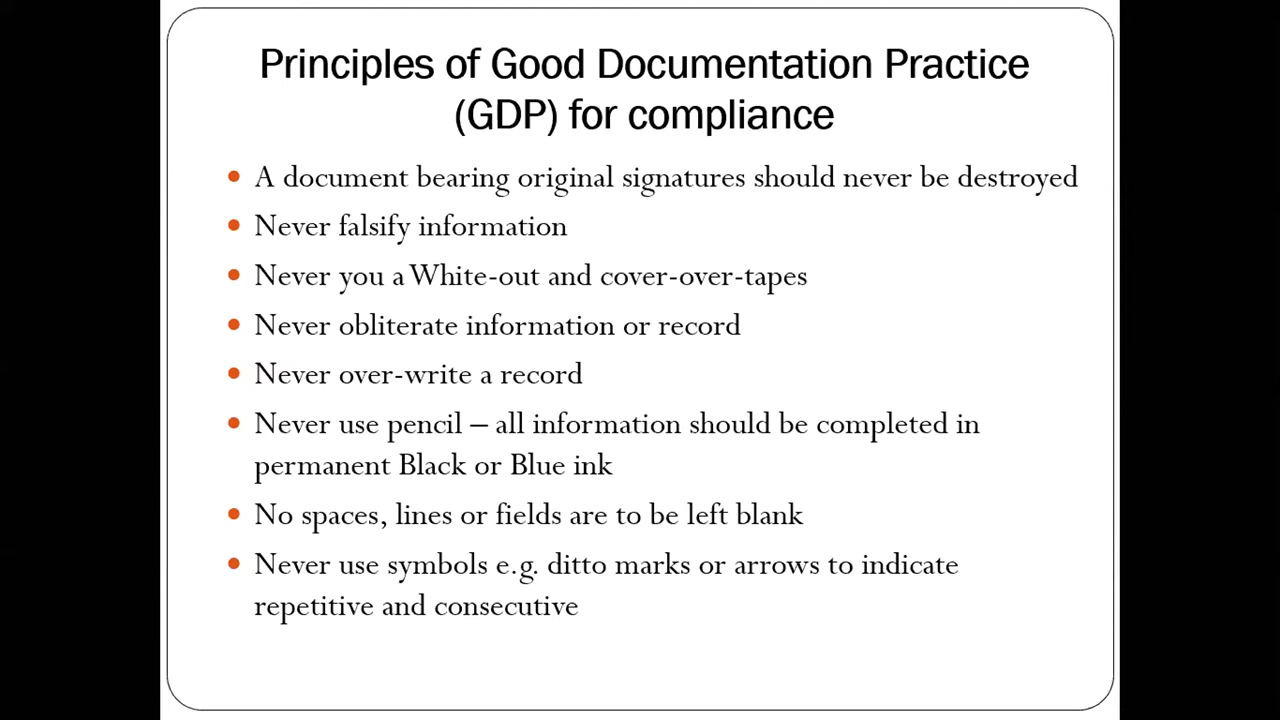 Principles of Good Documentation Practice
(GDP) for compliance
• A document bearing original signatures should never be destroyed
• Never falsify information
• Never you a White-out and cover-over-tapes
• Never obliterate information or record
• Never over-write a record
• Never use pencil – all information should be completed in
permanent Black or Blue ink
• No spaces, lines or fields are to be left blank
• Never use symbols e.g. ditto marks or arrows to indicate
repetitive and consecutive